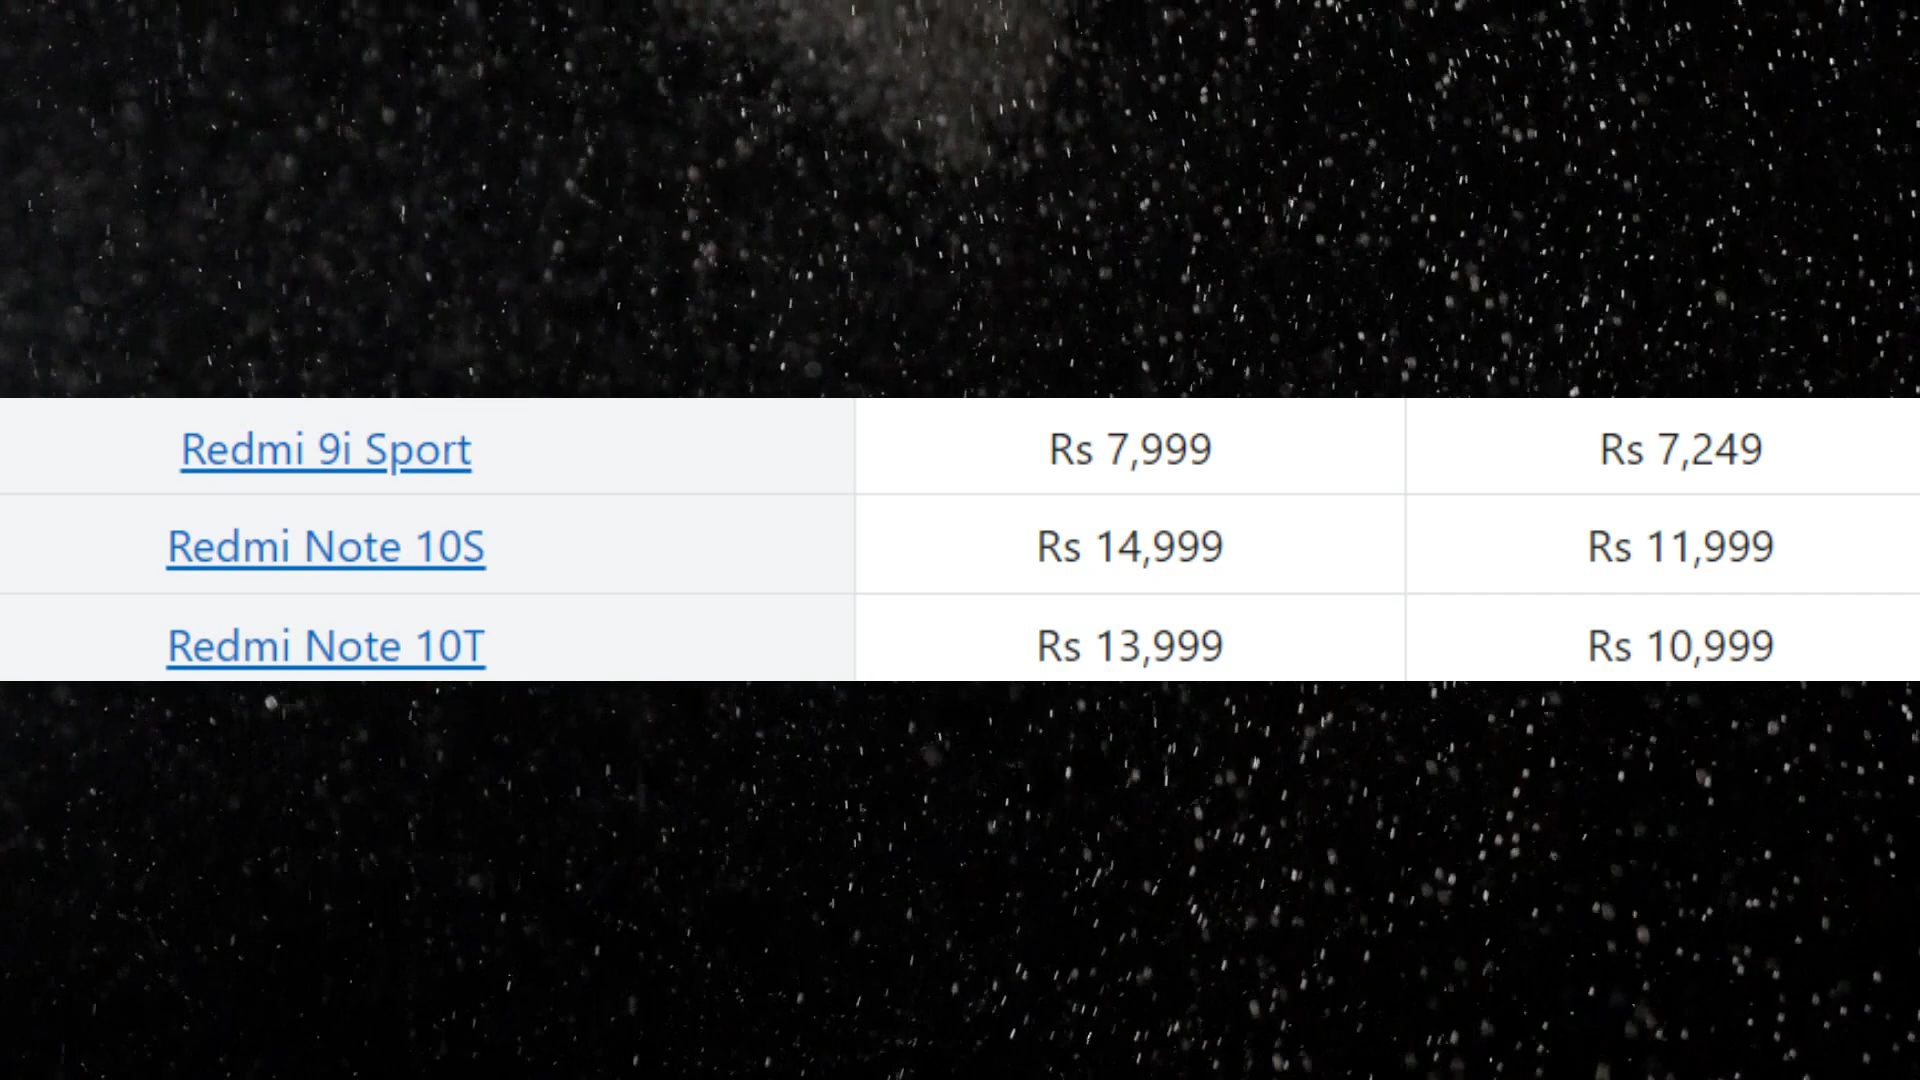 Redmi 9i Sport Rs 7,999 Rs 7,249
Redmi Note 10S Rs 14,999 Rs 11,999
Redmi Note 10T Rs 13,999 Rs 10,999